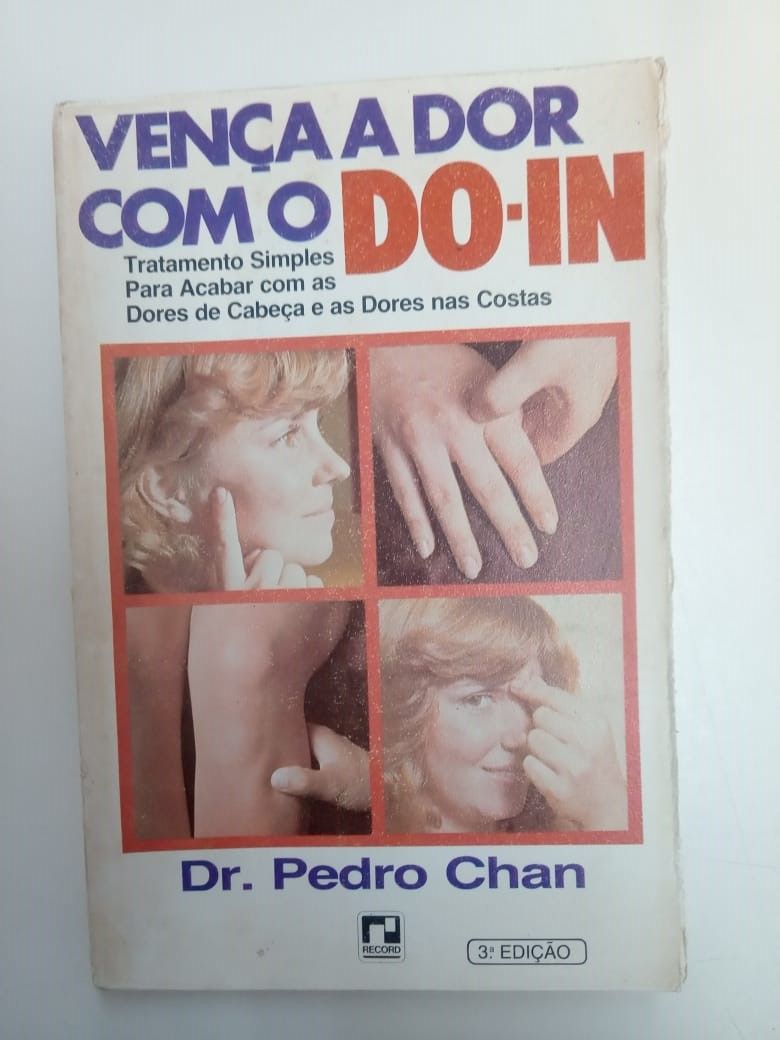 VENÇA A DOR
COM O DO-IN
Tratamento Simples
Para Acabar com as
Dores de Cabeça e as Dores nas Costas
Dr. Pedro Chan
RECORD
3ª EDIÇÃO